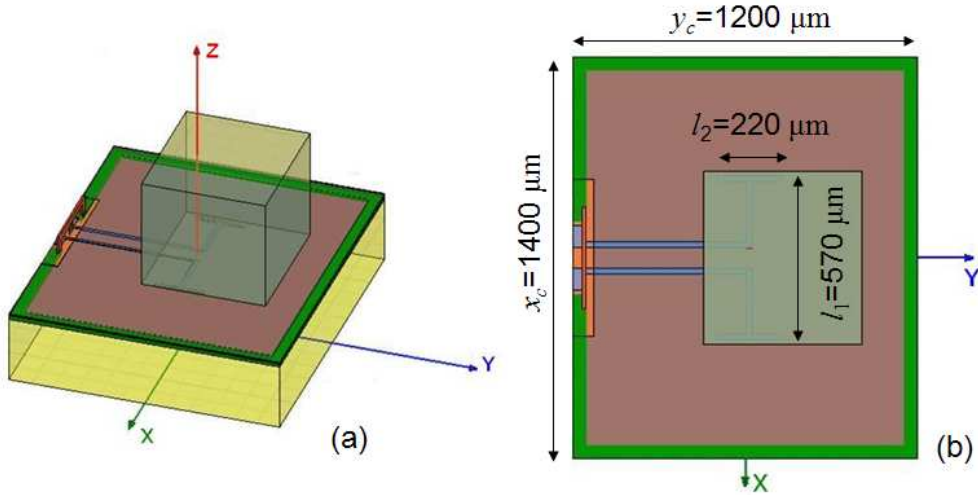 Z
Y
X
(a)
y_c=1200 μm
l_2=220 μm
x_c=1400 μm
l_1=570 μm
Y
X
(b)